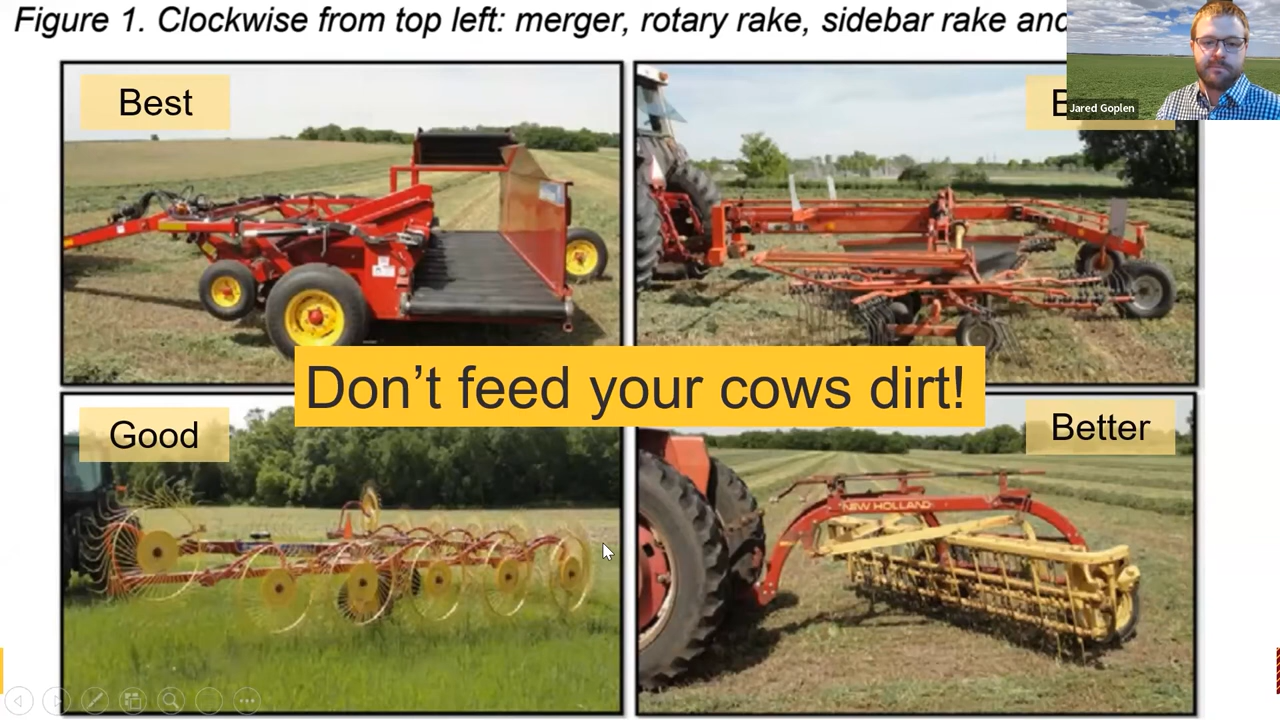 Figure 1. Clockwise from top left: merger, rotary rake, sidebar rake and
Jared Goplen
Best
Don't feed your cows dirt!
Good
Better
NEW HOLLAND